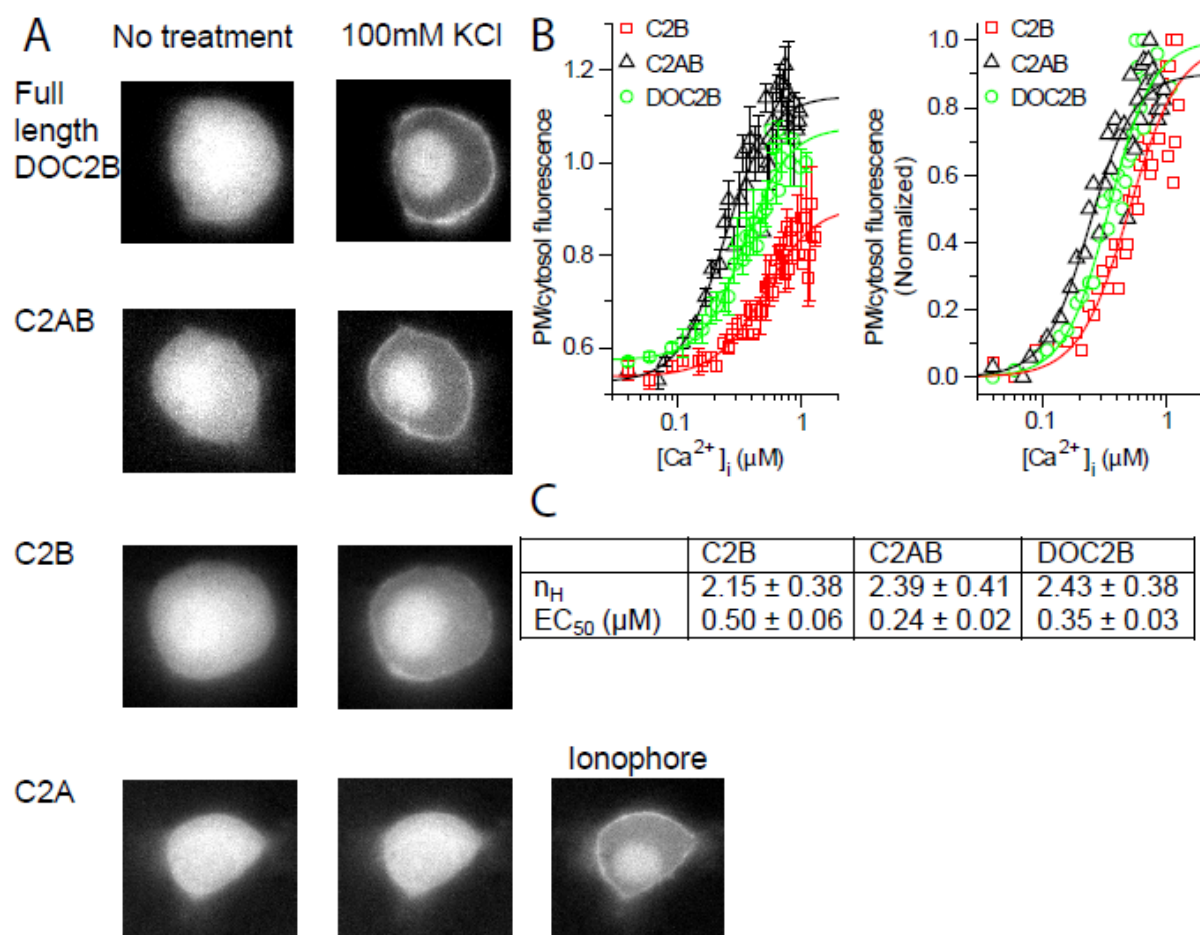 A
No treatment
100mM KCl
Full
length
DOC2B
C2AB
C2B
C2A
Ionophore
B
C2B
C2AB
DOC2B
1.2
1.0
0.8
0.6
PM/cytosol fluorescence
0.1
1
[Ca2+]i (µM)
C2B
C2AB
DOC2B
1.0
0.8
0.6
0.4
0.2
0.0
PM/cytosol fluorescence
(Normalized)
0.1
1
[Ca2+]i (µM)
C
C2B C2AB DOC2B
nH 2.15 ± 0.38 2.39 ± 0.41 2.43 ± 0.38
EC50 (µM) 0.50 ± 0.06 0.24 ± 0.02 0.35 ± 0.03